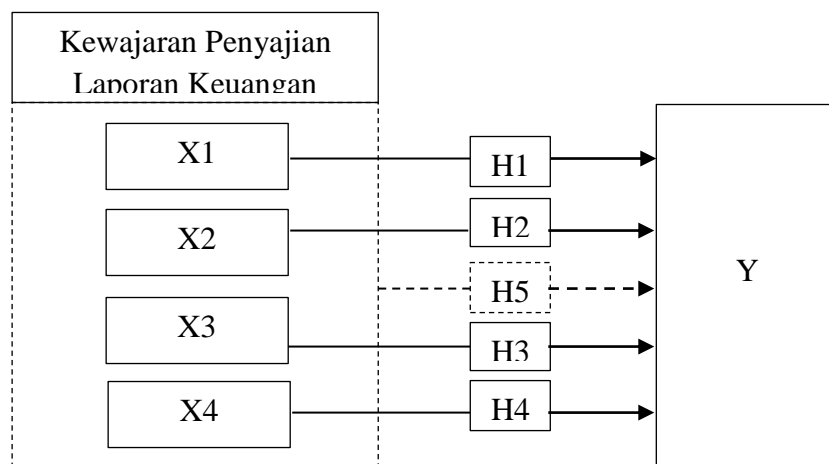 Kewajaran Penyajian
Laporan Keuangan
X1
H1
X2
H2
Y
H5
X3
H3
X4
H4